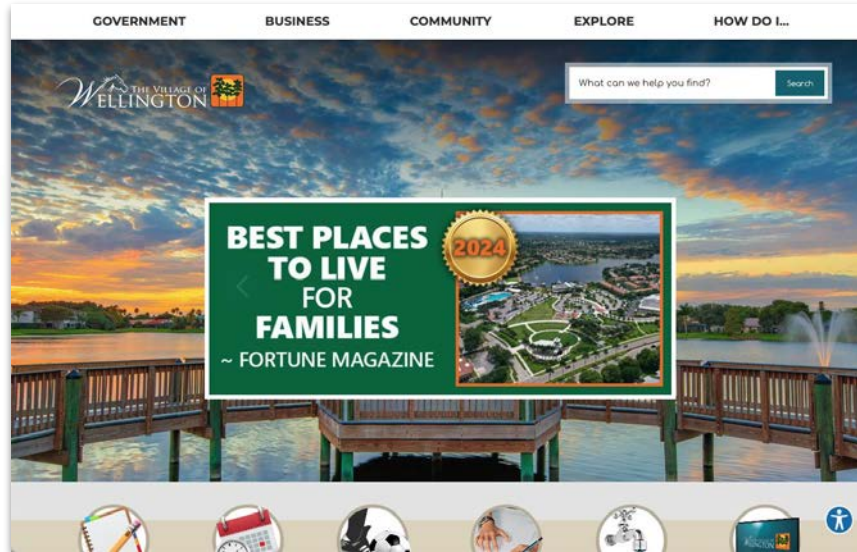 GOVERNMENT BUSINESS COMMUNITY EXPLORE HOW DO I...
THE VILLAGE OF
WELLINGTON
What can we help you find? Search
BEST PLACES
TO LIVE
FOR
FAMILIES
~ FORTUNE MAGAZINE
2024